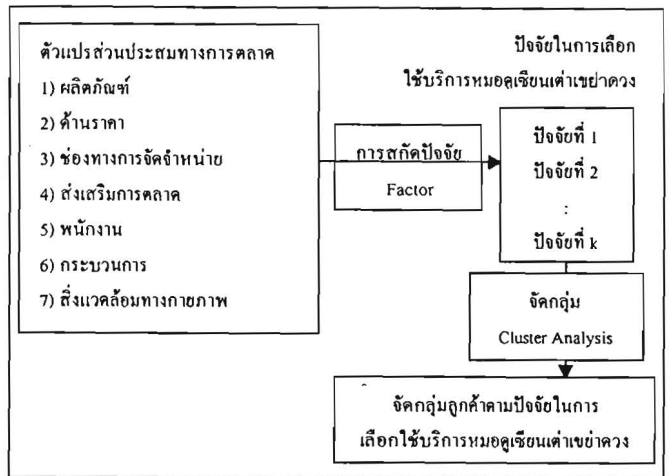 ตัวแปรส่วนประสมทางการตลาด
1) ผลิตภัณฑ์
2) ด้านราคา
3) ช่องทางการจัดจำหน่าย
4) ส่งเสริมการตลาด
5) พนักงาน
6) กระบวนการ
7) สิ่งแวดล้อมทางกายภาพ
การสกัดปัจจัย
Factor
ปัจจัยในการเลือก
ใช้บริการหมอดูเซียนเต่าเขย่าดวง
ปัจจัยที่ 1
ปัจจัยที่ 2
:
ปัจจัยที่ k
จัดกลุ่ม
Cluster Analysis
จัดกลุ่มลูกค้าตามปัจจัยในการ
เลือกใช้บริการหมอดูเซียนเต่าเขย่าดวง